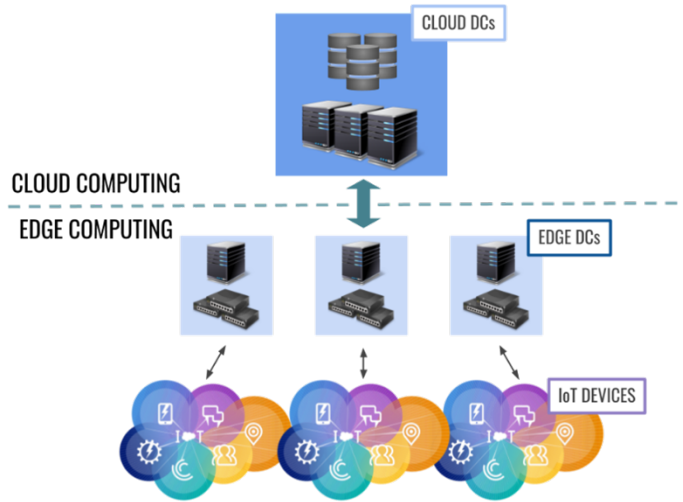 CLOUD DCs
CLOUD COMPUTING
EDGE COMPUTING
EDGE DCs
IoT DEVICES
I T
I T
I T